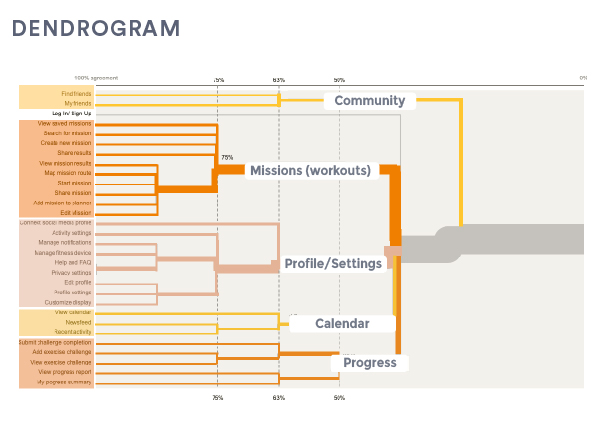 DENDROGRAM
100% agreement
75%
63%
50%
0%
Find friends
My friends
Community
Log In/ Sign Up
View saved missions
Search for mission
Create new mission
Share results
75%
View mission results
Map mission route
Missions (workouts)
Start mission
Share mission
Add mission to planner
Edit Mission
Connect social media profile
Activity settings
Manage notifications
Manage fitness device
Help and FAQ
Profile/Settings
Privacy settings
Edit profile
Profile settings
Customize display
View calendar
Newsfeed
Calendar
Recent activity
Submit challenge completion
Add exercise challenge
View exercise challenge
Progress
View progress report
My progress summary
75%
63%
50%